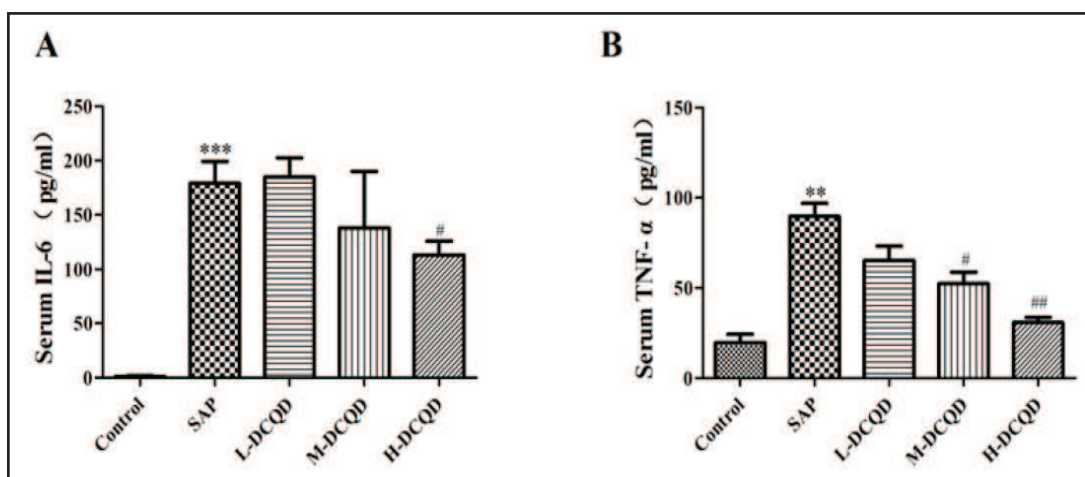 A
Serum IL-6 （pg/ml）
250
200
150
100
50
0
***
#
Control
SAP
L-DCQD
M-DCQD
H-DCQD
B
Serum TNF- α （pg/ml）
150
100
50
0
**
#
##
Control
SAP
L-DCQD
M-DCQD
H-DCQD